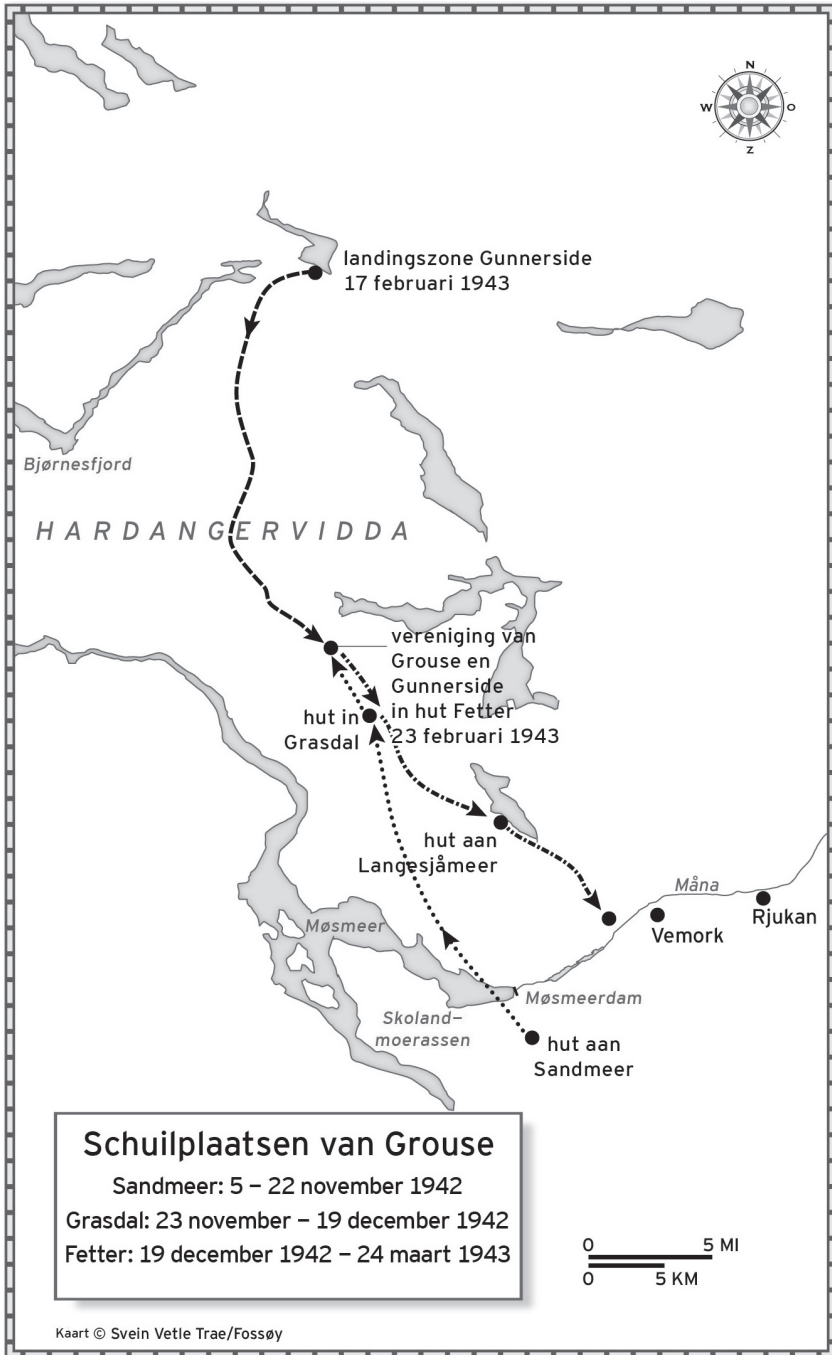 N
W
O
Z
landingszone Gunnerside
17 februari 1943
Bjørnesfjord
HARDANGERVIDDA
vereniging van
Grouse en
Gunnerside
in hut Fetter
23 februari 1943
hut in
Grasdal
hut aan
Langesjåmeer
Måna
Rjukan
Vemork
Møsmeer
Møsmeerdam
Skoland-
moerassen
hut aan
Sandmeer
Schuilplaatsen van Grouse
Sandmeer: 5 – 22 november 1942
Grasdal: 23 november – 19 december 1942
Fetter: 19 december 1942 – 24 maart 1943
0 5 MI
0 5 KM
Kaart © Svein Vetle Trae/Fossøy